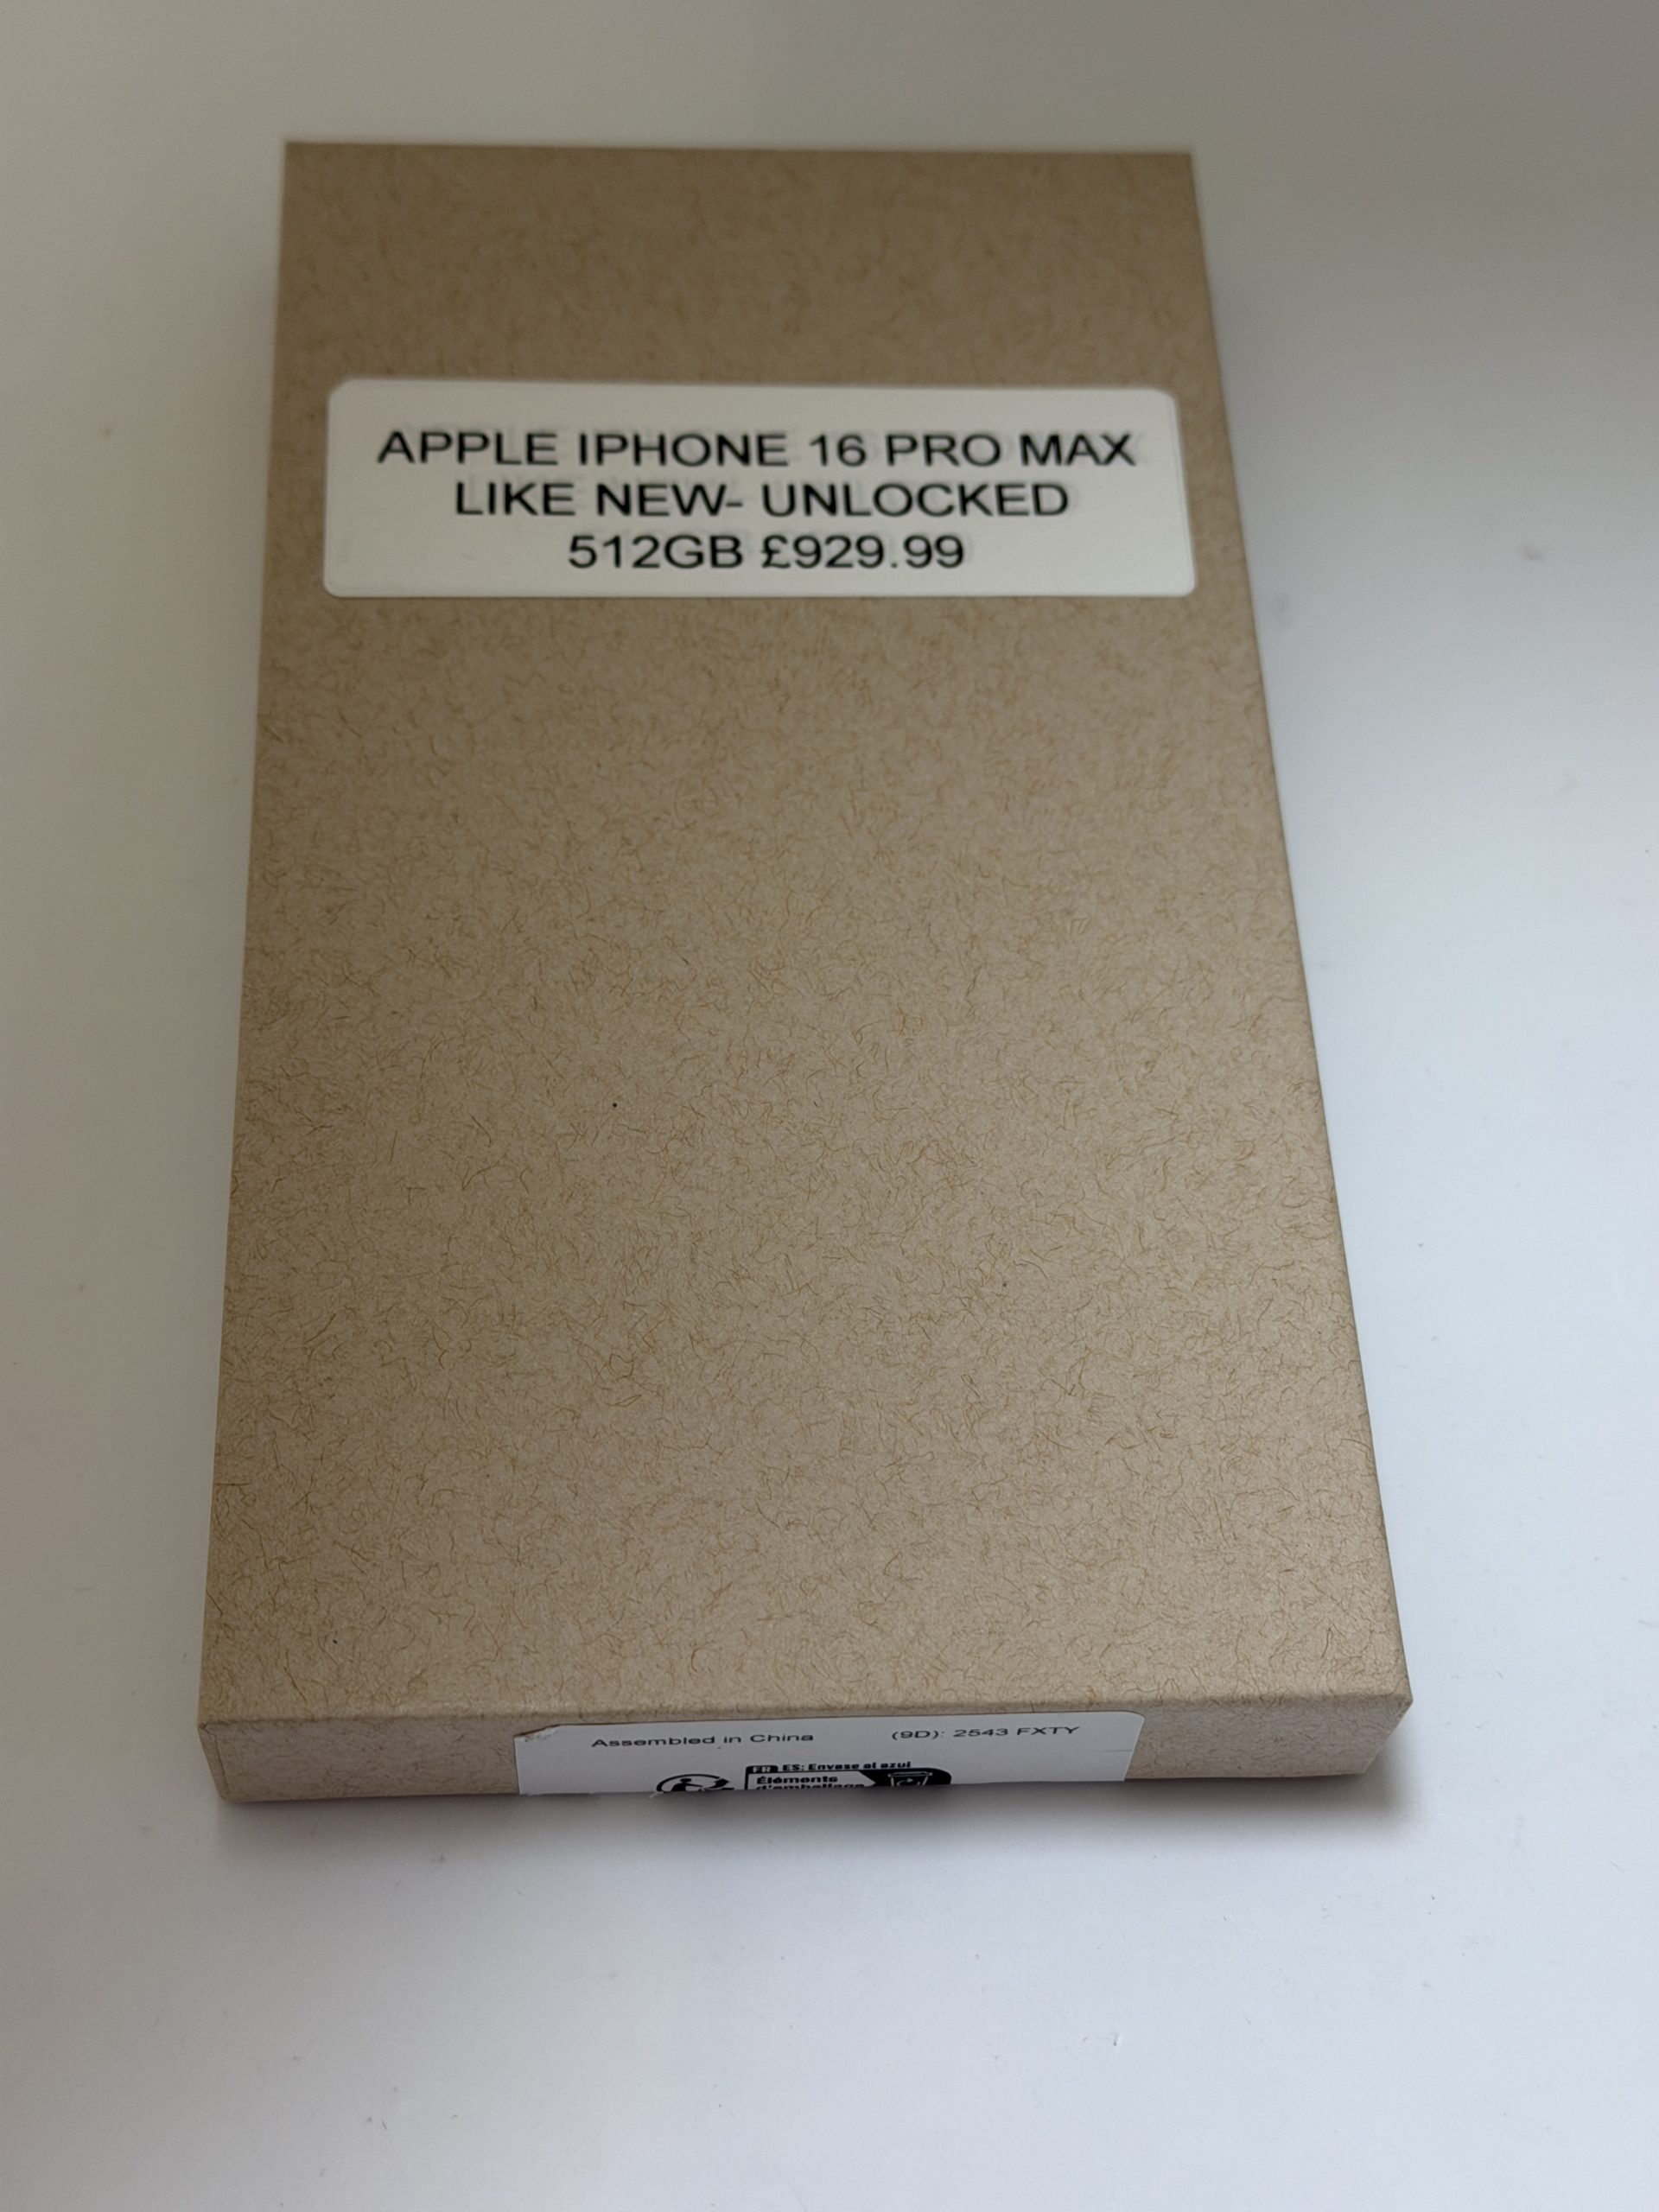 APPLE IPHONE 16 PRO MAX
LIKE NEW- UNLOCKED
512GB £929.99
Assembled in China (9D): 2543 FXTY
FR ES: Envase al azul
Éléments
d'emballage